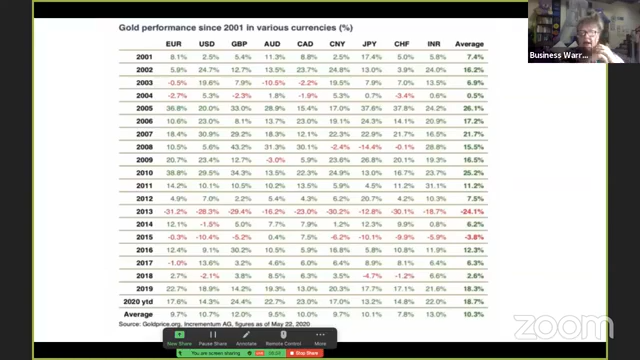 Gold performance since 2001 in various currencies (%)
EUR USD GBP AUD CAD CNY JPY CHF INR Average
2001 8.1% 2.5% 5.4% 11.3% 8.8% 2.5% 17.4% 5.0% 5.8% 7.4%
2002 5.9% 24.7% 12.7% 13.5% 23.7% 24.8% 13.0% 3.9% 24.0% 16.2%
2003 -0.5% 19.6% 7.9% -10.5% -2.2% 19.5% 7.9% 7.0% 13.5% 6.9%
2004 -2.7% 5.3% -2.3% 1.8% -1.9% 5.3% 0.7% -3.4% 0.6% 0.5%
2005 36.8% 20.0% 33.0% 28.9% 15.4% 17.0% 37.6% 37.8% 24.2% 26.1%
2006 10.6% 23.0% 8.1% 13.7% 23.0% 19.1% 24.3% 14.1% 20.9% 17.2%
2007 18.4% 30.9% 29.2% 18.3% 12.1% 22.3% 22.9% 21.7% 16.5% 21.7%
2008 10.5% 5.6% 43.2% 31.3% 30.1% -2.4% -14.4% -0.1% 28.8% 15.5%
2009 20.7% 23.4% 12.7% -3.0% 5.9% 23.6% 26.8% 20.1% 19.3% 16.5%
2010 38.8% 29.5% 34.3% 13.5% 22.3% 24.9% 13.0% 16.7% 23.7% 25.2%
2011 14.2% 10.1% 10.5% 10.2% 13.5% 5.9% 4.5% 11.2% 31.1% 11.2%
2012 4.9% 7.0% 2.2% 5.4% 4.3% 6.2% 20.7% 4.2% 10.3% 7.5%
2013 -31.2% -28.3% -29.4% -16.2% -23.0% -30.2% -12.8% -30.1% -18.7% -24.1%
2014 12.1% -1.5% 5.0% 7.7% 7.9% 1.2% 12.3% 9.9% 0.8% 6.2%
2015 -0.3% -10.4% -5.2% 0.4% 7.5% -6.2% -10.1% -9.9% -5.9% -3.8%
2016 12.4% 9.1% 30.2% 10.5% 5.9% 16.8% 5.8% 10.8% 11.9% 12.3%
2017 -1.0% 13.6% 3.2% 4.6% 6.0% 6.4% 8.9% 8.1% 6.4% 6.3%
2018 2.7% -2.1% 3.8% 8.5% 6.3% 3.5% -4.7% -1.2% 6.6% 2.6%
2019 22.7% 18.9% 14.2% 19.3% 13.0% 20.3% 17.7% 17.1% 21.6% 18.3%
2020 ytd 17.6% 14.3% 24.4% 22.7% 23.0% 17.0% 13.2% 14.8% 22.0% 18.7%
Average 9.7% 10.7% 12.0% 9.5% 10.0% 9.7% 10.1% 7.8% 13.0% 10.3%
Source: Goldprice.org, Incrementum AG, figures as of May 22, 2020
Business Warr...
New Share Pause Share Annotate Remote Control More
You are screen sharing Stop Share
zoom